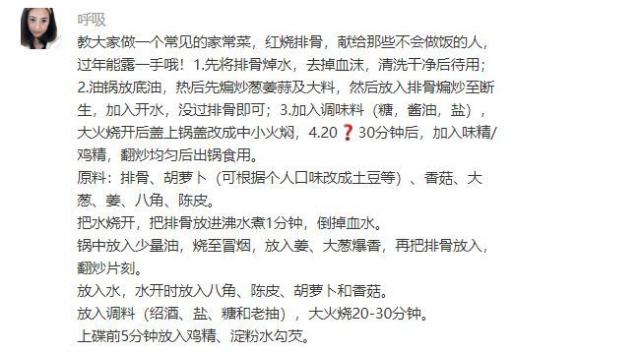 呼吸
教大家做一个常见的家常菜，红烧排骨，献给那些不会做饭的人，
过年能露一手哦！1.先将排骨焯水，去掉血沫，清洗干净后待用；
2.油锅放底油，热后先煸炒葱姜蒜及大料，然后放入排骨煸炒至断
生，加入开水，没过排骨即可；3.加入调味料（糖，酱油，盐），
大火烧开后盖上锅盖改成中小火焖，4.20❓30分钟后，加入味精/
鸡精，翻炒均匀后出锅食用。
原料：排骨、胡萝卜（可根据个人口味改成土豆等）、香菇、大
葱、姜、八角、陈皮。
把水烧开，把排骨放进沸水煮1分钟，倒掉血水。
锅中放入少量油，烧至冒烟，放入姜、大葱爆香，再把排骨放入，
翻炒片刻。
放入水，水开时放入八角、陈皮、胡萝卜和香菇。
放入调料（绍酒、盐、糖和老抽），大火烧20-30分钟。
上碟前5分钟放入鸡精、淀粉水勾芡。